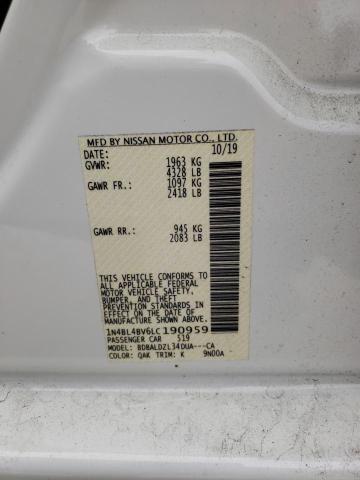 MFD BY NISSAN MOTOR CO., LTD.
DATE: 10/19
GVWR: 1963 KG
4328 LB
GAWR FR.: 1097 KG
2418 LB
GAWR RR.: 945 KG
2083 LB
THIS VEHICLE CONFORMS TO
ALL APPLICABLE FEDERAL
MOTOR VEHICLE SAFETY,
BUMPER, AND THEFT
PREVENTION STANDARDS IN
EFFECT ON THE DATE OF
MANUFACTURE SHOWN ABOVE.
1N4BL4BV6LC190959
PASSENGER CAR 519
MODEL: BDBALDZL34DUA---CA
COLOR: QAK TRIM: K 9N00A